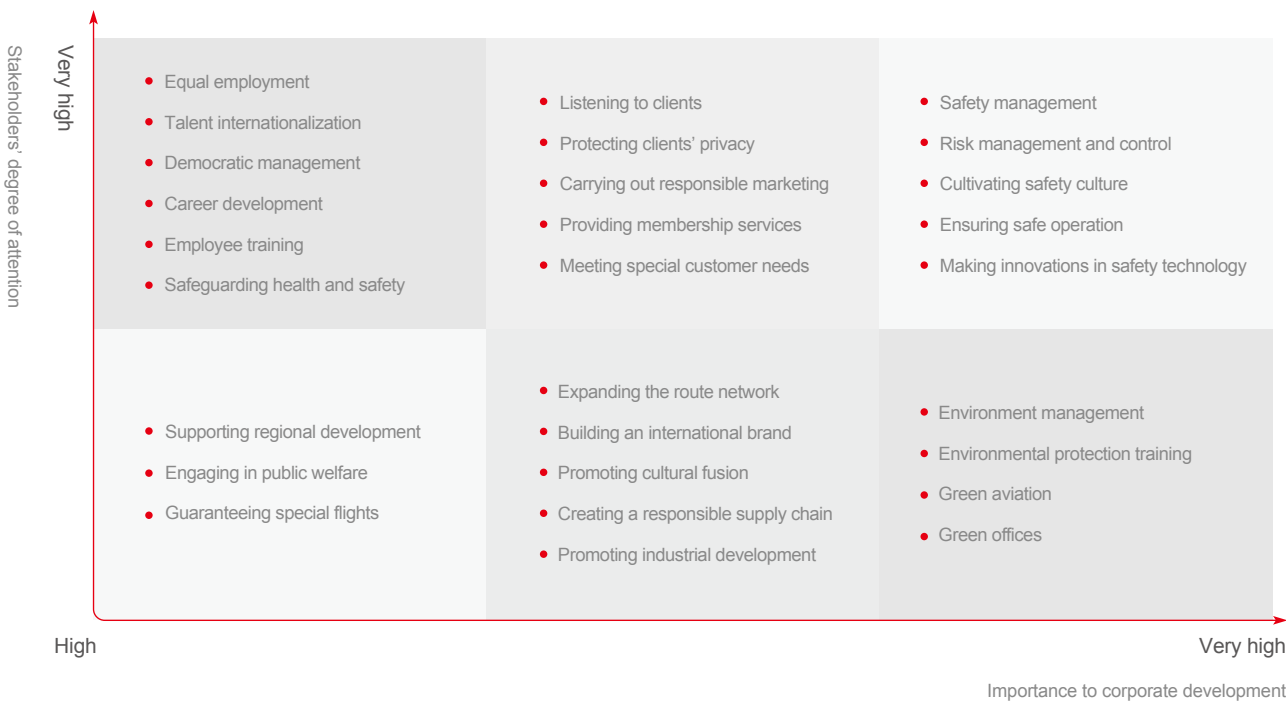 Stakeholders’ degree of attention
Very high
Equal employment
Talent internationalization
Democratic management
Career development
Employee training
Safeguarding health and safety
Listening to clients
Protecting clients’ privacy
Carrying out responsible marketing
Providing membership services
Meeting special customer needs
Safety management
Risk management and control
Cultivating safety culture
Ensuring safe operation
Making innovations in safety technology
Supporting regional development
Engaging in public welfare
Guaranteeing special flights
Expanding the route network
Building an international brand
Promoting cultural fusion
Creating a responsible supply chain
Promoting industrial development
Environment management
Environmental protection training
Green aviation
Green offices
High
Very high
Importance to corporate development